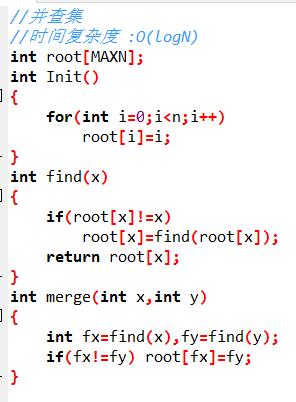 //并查集
//时间复杂度 :O(logN)
int root[MAXN];
int Init()
{
    for(int i=0;i<n;i++)
        root[i]=i;
}
int find(x)
{
    if(root[x]!=x)
        root[x]=find(root[x]);
    return root[x];
}
int merge(int x,int y)
{
    int fx=find(x),fy=find(y);
    if(fx!=fy) root[fx]=fy;
}